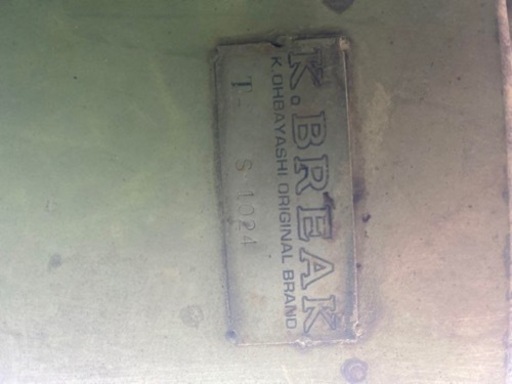 K.BREAK
K.OHBAYASHI ORIGINAL BRAND
T- S 1024